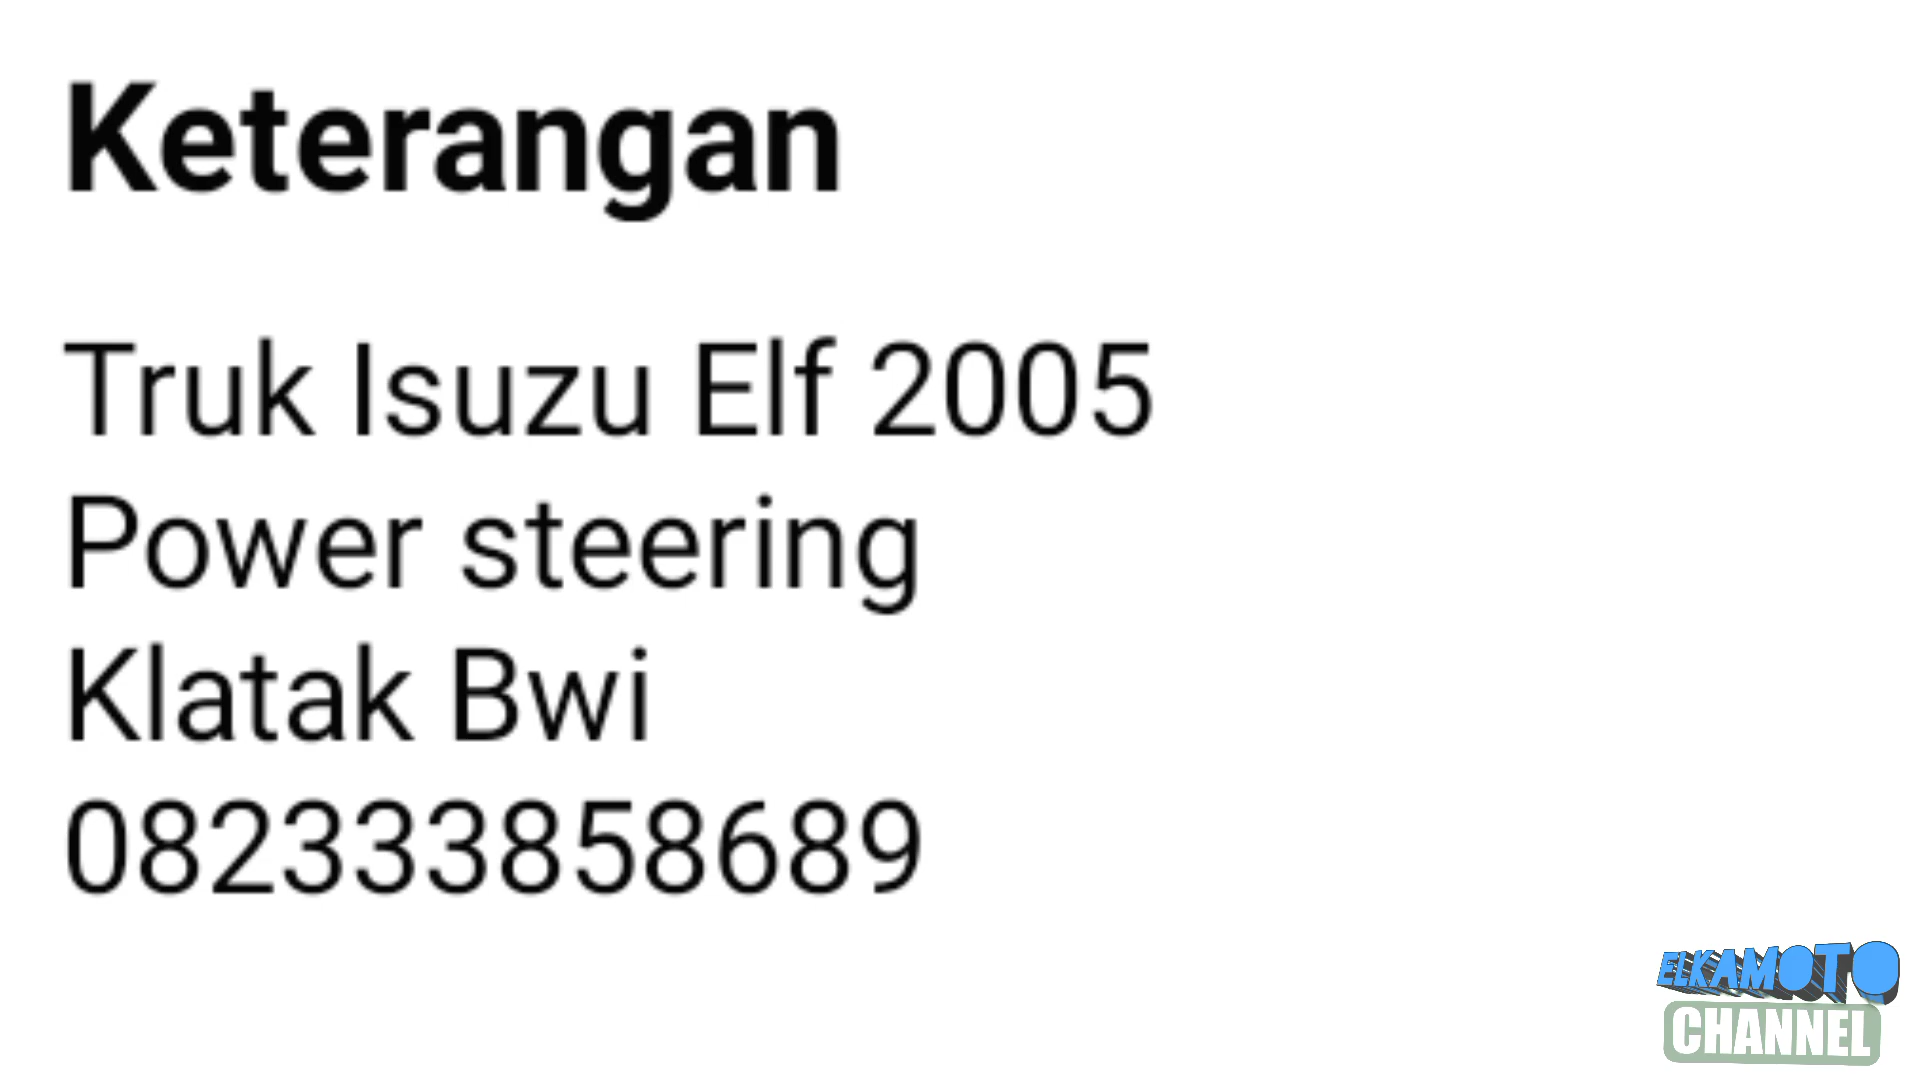 Keterangan
Truk Isuzu Elf 2005
Power steering
Klatak Bwi
082333858689
ELKAMOTO
CHANNEL